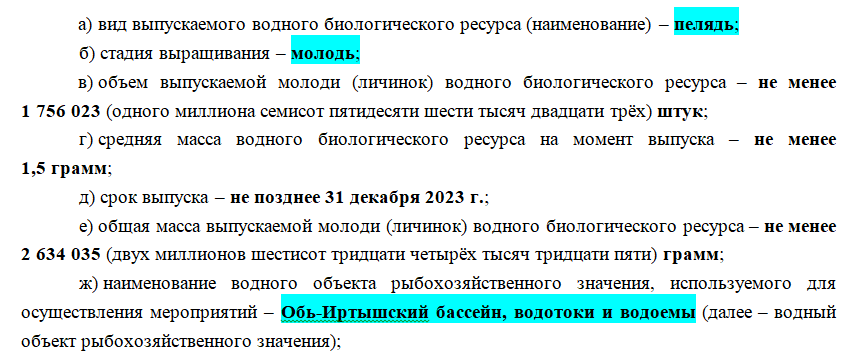 а) вид выпускаемого водного биологического ресурса (наименование) – пелядь;
б) стадия выращивания – молодь;
в) объем выпускаемой молоди (личинок) водного биологического ресурса – не менее
1 756 023 (одного миллиона семисот пятидесяти шести тысяч двадцати трёх) штук;
г) средняя масса водного биологического ресурса на момент выпуска – не менее
1,5 грамм;
д) срок выпуска – не позднее 31 декабря 2023 г.;
е) общая масса выпускаемой молоди (личинок) водного биологического ресурса – не менее
2 634 035 (двух миллионов шестисот тридцати четырёх тысяч тридцати пяти) грамм;
ж) наименование водного объекта рыбохозяйственного значения, используемого для
осуществления мероприятий – Обь-Иртышский бассейн, водотоки и водоемы (далее – водный
объект рыбохозяйственного значения);